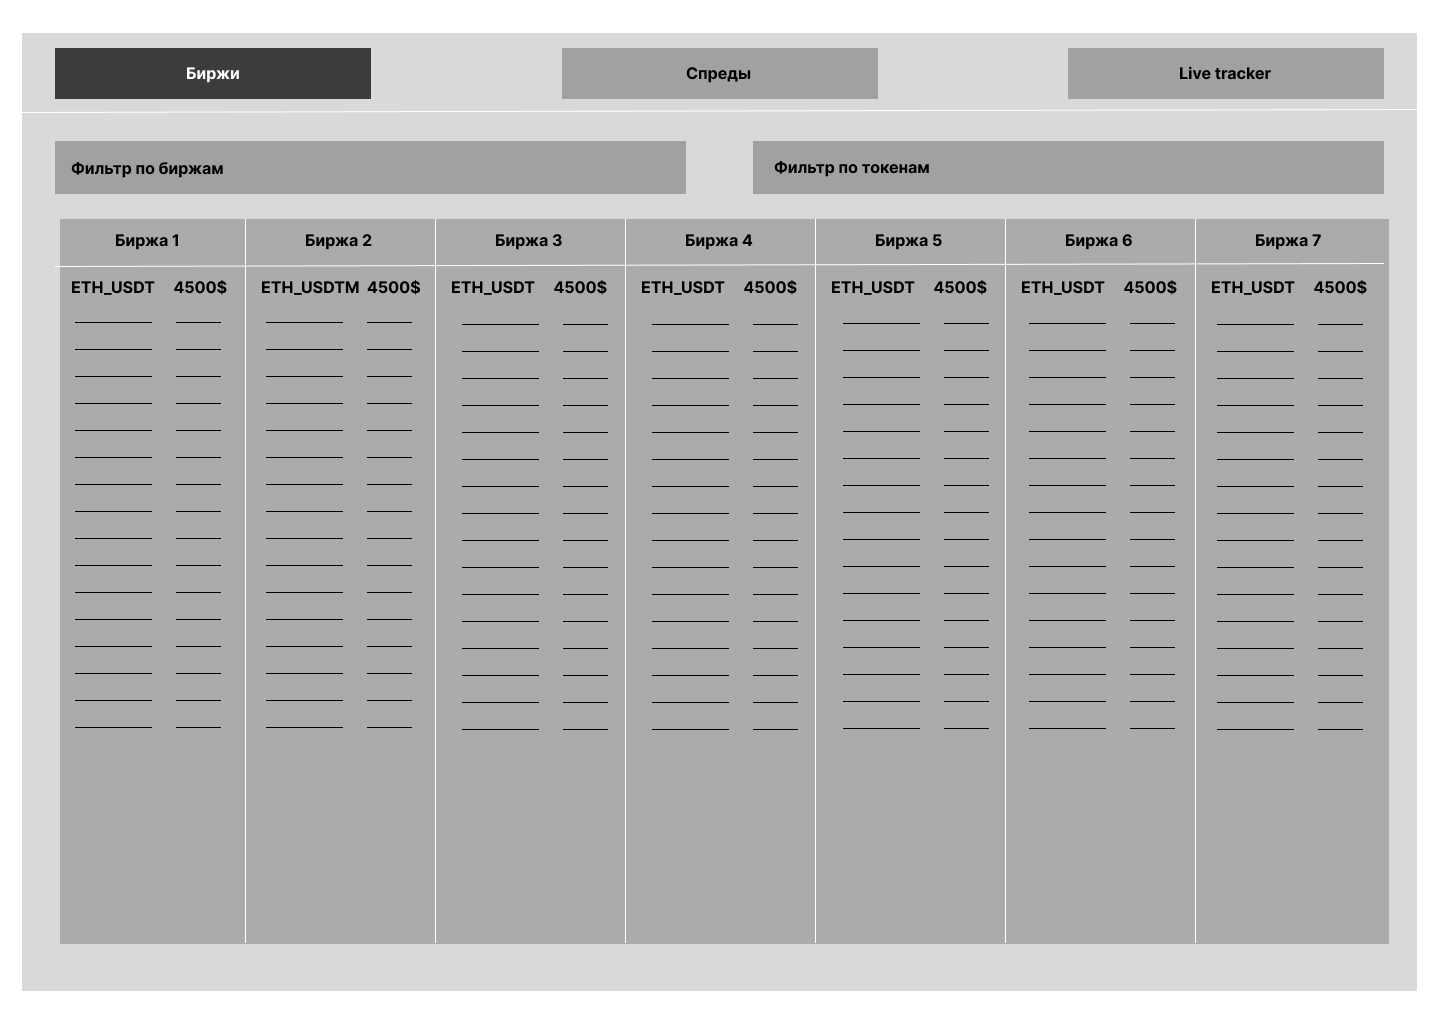 Биржи Спреды Live tracker
Фильтр по биржам Фильтр по токенам
Биржа 1 Биржа 2 Биржа 3 Биржа 4 Биржа 5 Биржа 6 Биржа 7
ETH_USDT 4500$ ETH_USDTM 4500$ ETH_USDT 4500$ ETH_USDT 4500$ ETH_USDT 4500$ ETH_USDT 4500$ ETH_USDT 4500$